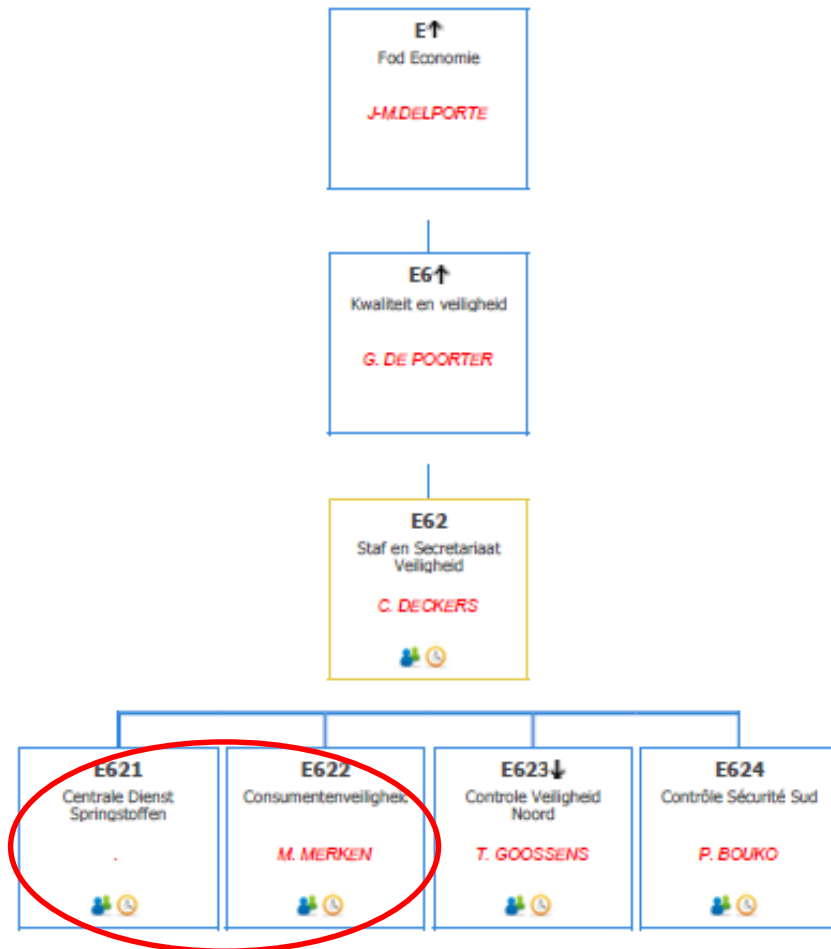 E↑
Fod Economie
J-M.DELPORTE
E6↑
Kwaliteit en veiligheid
G. DE POORTER
E62
Staf en Secretariaat
Veiligheid
C. DECKERS
E621
Centrale Dienst
Springstoffen
.
E622
Consumentenveiligheid
M. MERKEN
E623↓
Controle Veiligheid
Noord
T. GOOSSENS
E624
Contrôle Sécurité Sud
P. BOUKO